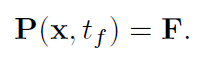 P(x, t_f) = F.